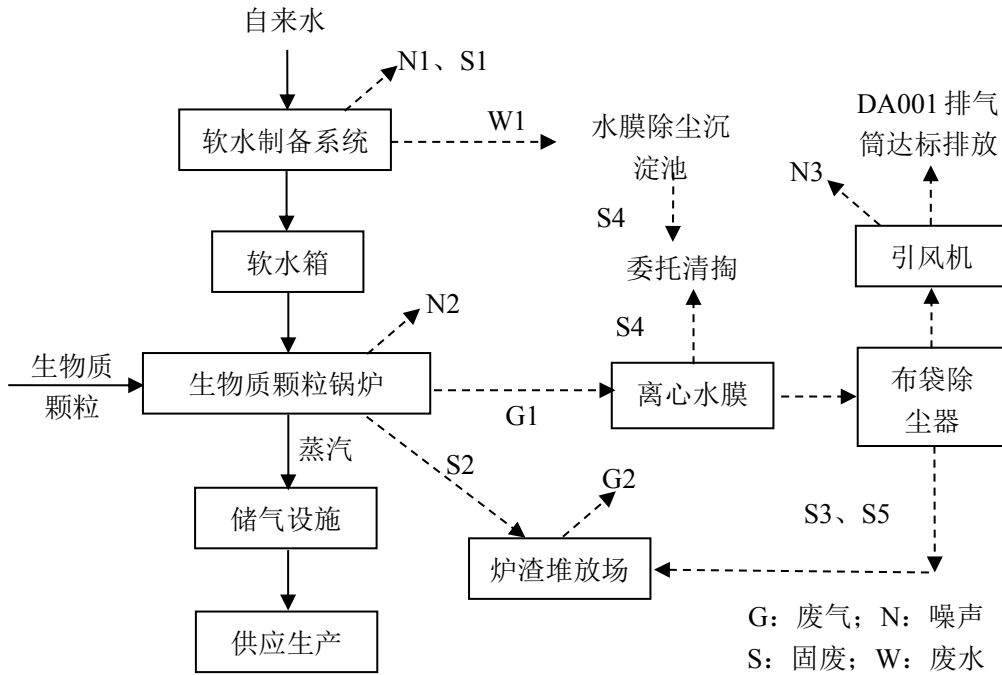 自来水
N1、S1
软水制备系统
W1
水膜除尘沉
淀池
DA001 排气
筒达标排放
N3
S4
软水箱
委托清掏
引风机
N2
S4
生物质
颗粒
生物质颗粒锅炉
G1
离心水膜
布袋除
尘器
蒸汽
S2
G2
储气设施
S3、S5
炉渣堆放场
供应生产
G：废气；N：噪声
S：固废；W：废水